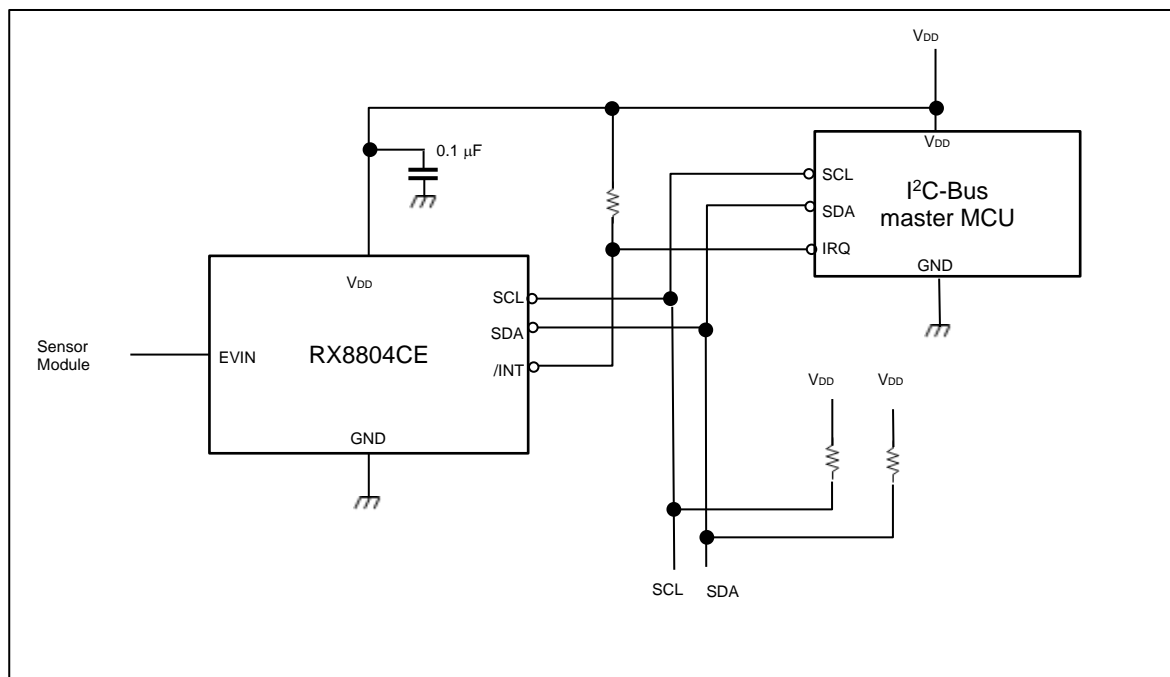 VDD
0.1 μF
VDD
SCL
SDA
IRQ
I²C-Bus
master MCU
GND
VDD
SCL
SDA
/INT
Sensor
Module
EVIN
RX8804CE
GND
VDD
VDD
SCL
SDA